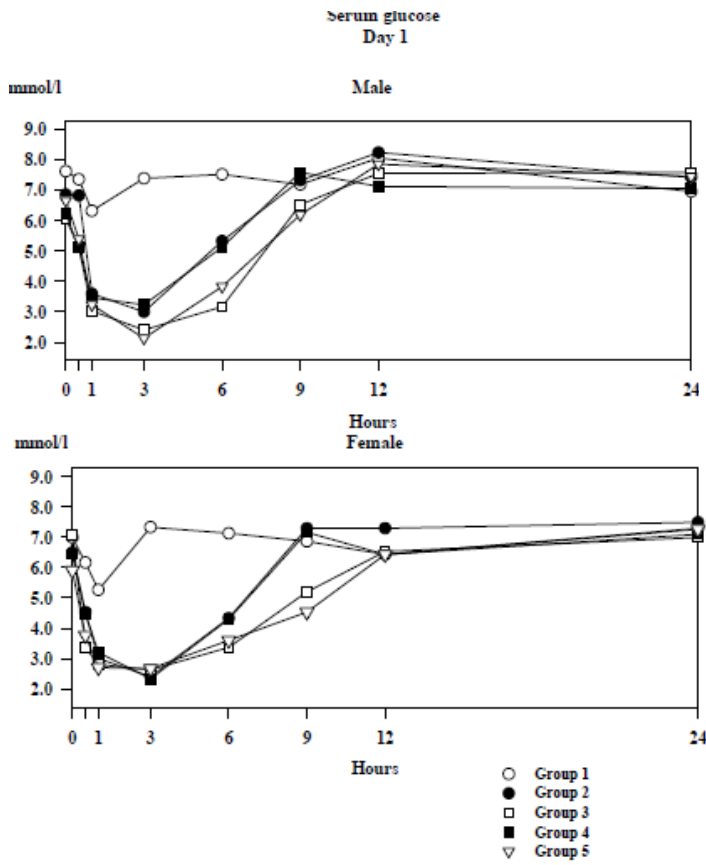 Serum glucose
Day 1
mmol/l Male
9.0
8.0
7.0
6.0
5.0
4.0
3.0
2.0
0 1 3 6 9 12 24
Hours
mmol/l Female
9.0
8.0
7.0
6.0
5.0
4.0
3.0
2.0
0 1 3 6 9 12 24
Hours
Group 1
Group 2
Group 3
Group 4
Group 5